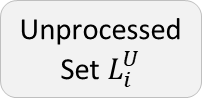 Unprocessed
Set $L_i^U$